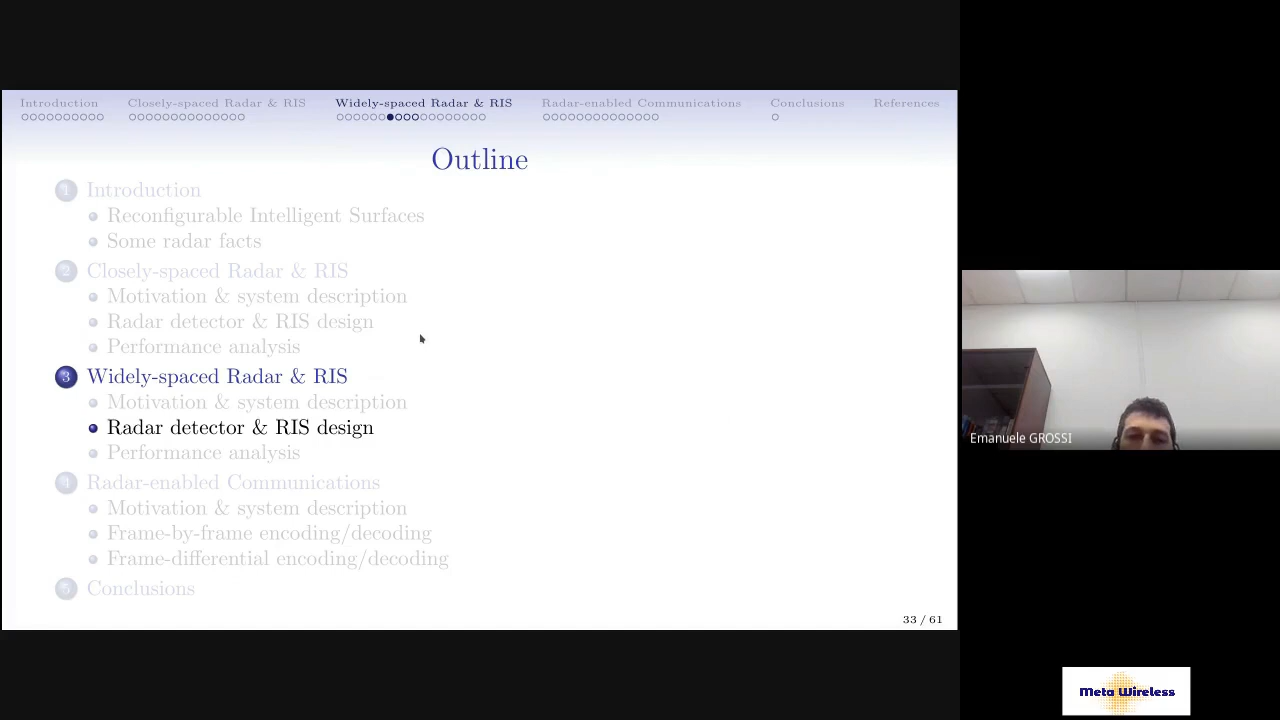 Introduction Closely-spaced Radar & RIS Widely-spaced Radar & RIS Radar-enabled Communications Conclusions References
Outline
1 Introduction
Reconfigurable Intelligent Surfaces
Some radar facts
2 Closely-spaced Radar & RIS
Motivation & system description
Radar detector & RIS design
Performance analysis
3 Widely-spaced Radar & RIS
Motivation & system description
Radar detector & RIS design
Performance analysis
4 Radar-enabled Communications
Motivation & system description
Frame-by-frame encoding/decoding
Frame-differential encoding/decoding
5 Conclusions
33 / 61
Emanuele GROSSI
Meta Wireless